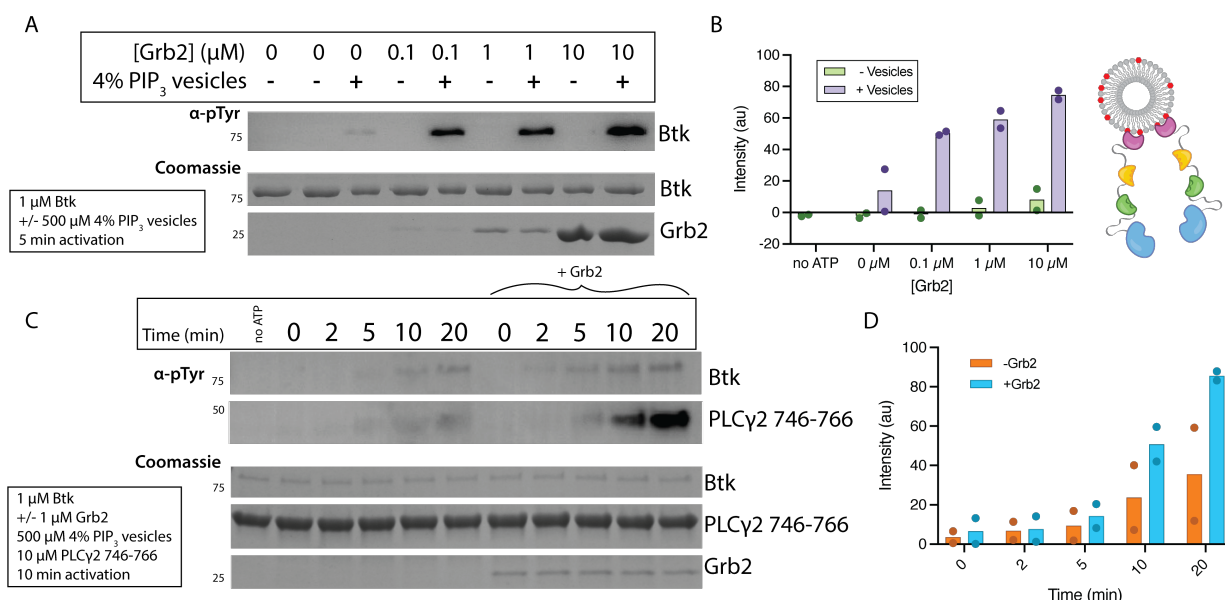 A
[Grb2] (µM) 0 0 0 0.1 0.1 1 1 10 10
4% PIP3 vesicles - - + - + - + - +
α-pTyr
75
Btk
Coomassie
75
Btk
25
Grb2
1 µM Btk
+/- 500 µM 4% PIP3 vesicles
5 min activation
B
100
80
60
40
20
0
-20
Intensity (au)
- Vesicles
+ Vesicles
no ATP 0 µM 0.1 µM 1 µM 10 µM
[Grb2]
C
+ Grb2
Time (min) no ATP 0 2 5 10 20 0 2 5 10 20
α-pTyr
75
Btk
50
PLCγ2 746-766
Coomassie
75
Btk
PLCγ2 746-766
25
Grb2
1 µM Btk
+/- 1 µM Grb2
500 µM 4% PIP3 vesicles
10 µM PLCγ2 746-766
10 min activation
D
100
80
60
40
20
0
Intensity (au)
-Grb2
+Grb2
0 2 5 10 20
Time (min)